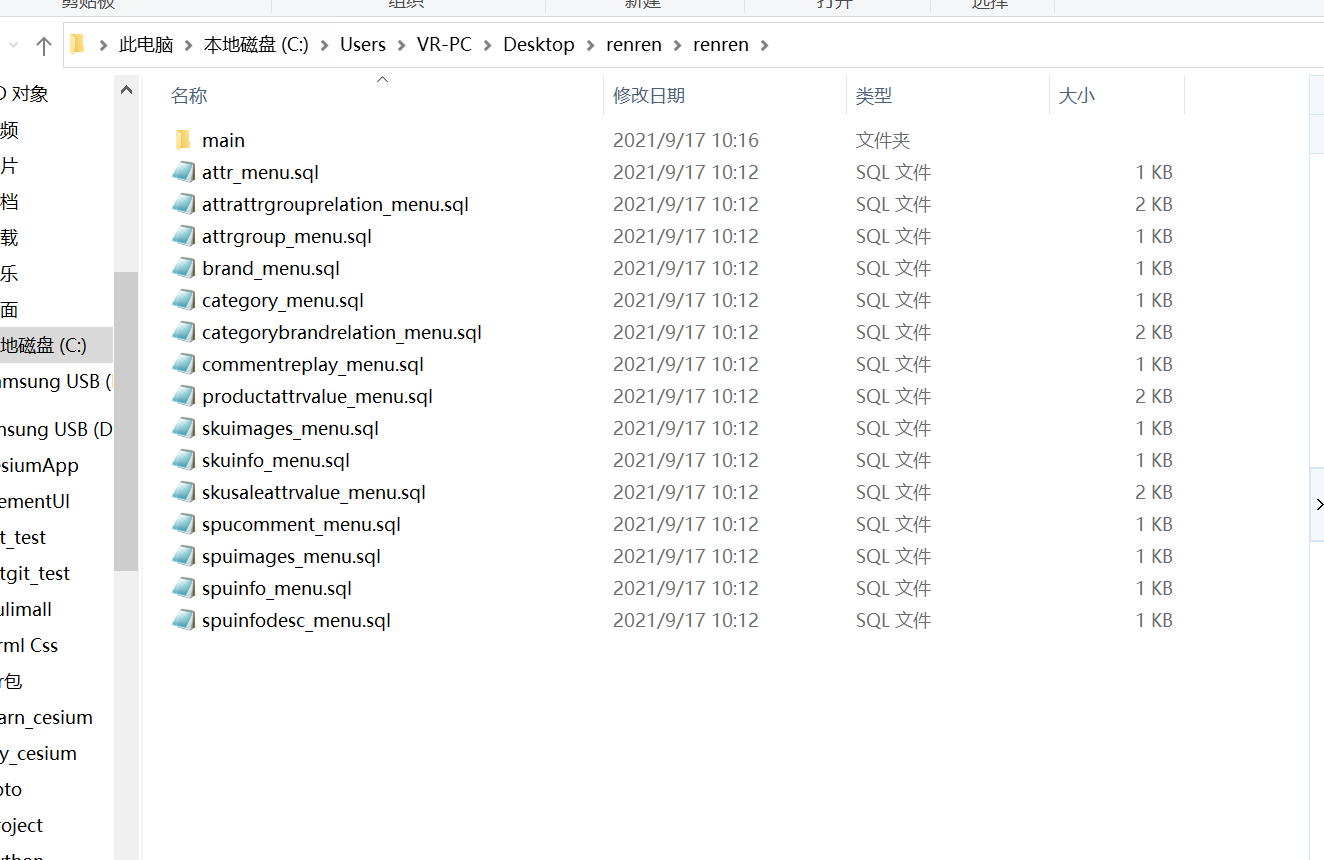 剪贴板 组织 新建 打开 选择
此电脑 本地磁盘 (C:) Users VR-PC Desktop renren renren
名称 修改日期 类型 大小
main 2021/9/17 10:16 文件夹
attr_menu.sql 2021/9/17 10:12 SQL 文件 1 KB
attrattrgrouprelation_menu.sql 2021/9/17 10:12 SQL 文件 2 KB
attrgroup_menu.sql 2021/9/17 10:12 SQL 文件 1 KB
brand_menu.sql 2021/9/17 10:12 SQL 文件 1 KB
category_menu.sql 2021/9/17 10:12 SQL 文件 1 KB
categorybrandrelation_menu.sql 2021/9/17 10:12 SQL 文件 2 KB
commentreplay_menu.sql 2021/9/17 10:12 SQL 文件 1 KB
productattrvalue_menu.sql 2021/9/17 10:12 SQL 文件 2 KB
skuimages_menu.sql 2021/9/17 10:12 SQL 文件 1 KB
skuinfo_menu.sql 2021/9/17 10:12 SQL 文件 1 KB
skusaleattrvalue_menu.sql 2021/9/17 10:12 SQL 文件 2 KB
spucomment_menu.sql 2021/9/17 10:12 SQL 文件 1 KB
spuimages_menu.sql 2021/9/17 10:12 SQL 文件 1 KB
spuinfo_menu.sql 2021/9/17 10:12 SQL 文件 1 KB
spuinfodesc_menu.sql 2021/9/17 10:12 SQL 文件 1 KB
D 对象
频
片
档
载
乐
面
地磁盘 (C:)
amsung USB (
nsung USB (D
esiumApp
ementUI
t_test
tgit_test
ulimall
rml Css
r包
arn_cesium
y_cesium
oto
roject